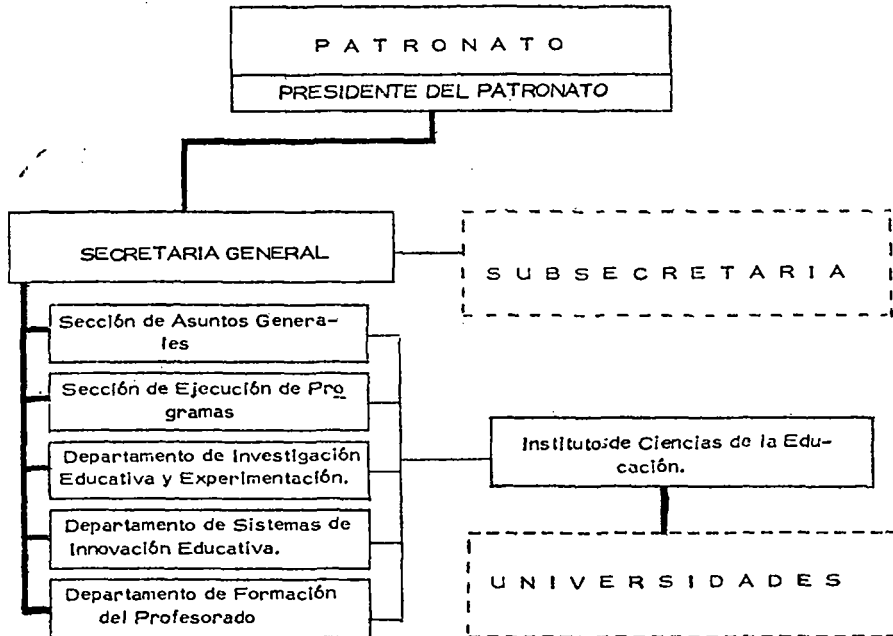 P A T R O N A T O
PRESIDENTE DEL PATRONATO
SECRETARIA GENERAL
S U B S E C R E T A R I A
Sección de Asuntos Genera-
les
Sección de Ejecución de Pro
gramas
Departamento de Investigación
Educativa y Experimentación.
Departamento de Sistemas de
Innovación Educativa.
Departamento de Formación
del Profesorado
Instituto de Ciencias de la Edu-
cación.
U N I V E R S I D A D E S